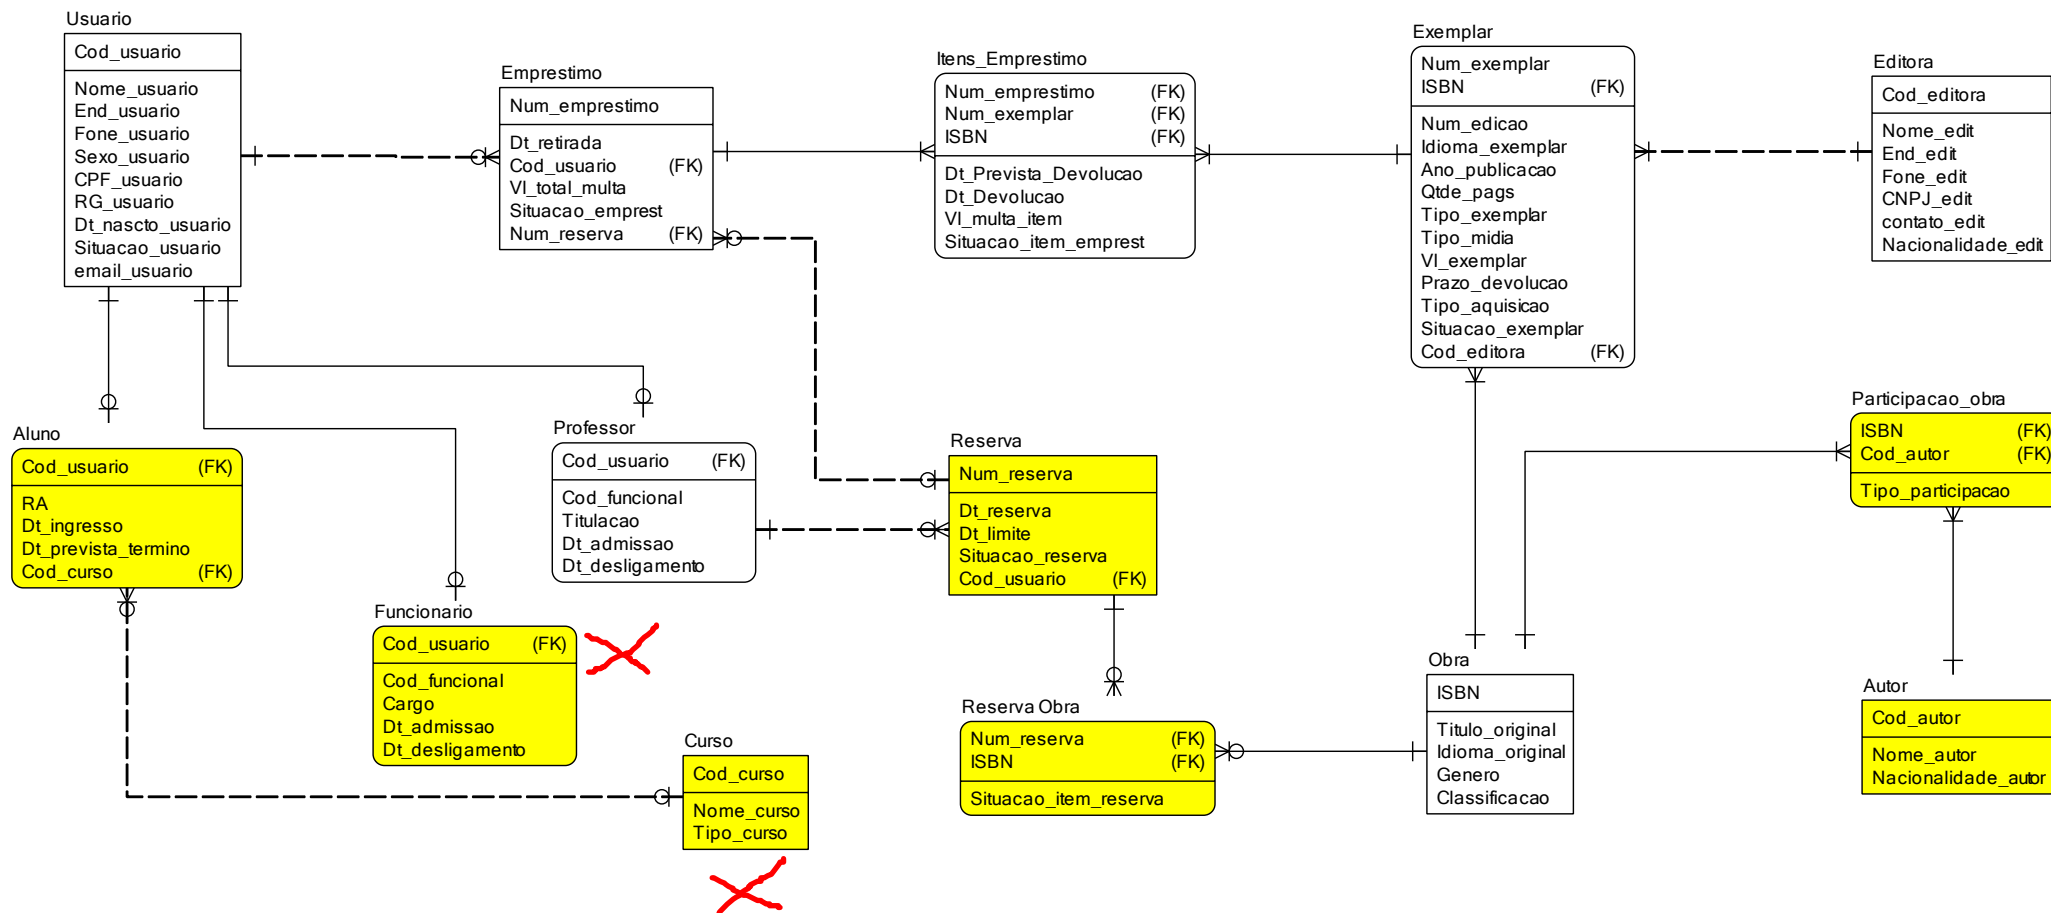 Usuario
Cod_usuario
Nome_usuario
End_usuario
Fone_usuario
Sexo_usuario
CPF_usuario
RG_usuario
Dt_nascto_usuario
Situacao_usuario
email_usuario
Emprestimo
Num_emprestimo
Dt_retirada
Cod_usuario (FK)
Vl_total_multa
Situacao_emprest
Num_reserva (FK)
Itens_Emprestimo
Num_emprestimo (FK)
Num_exemplar (FK)
ISBN (FK)
Dt_Prevista_Devolucao
Dt_Devolucao
Vl_multa_item
Situacao_item_emprest
Exemplar
Num_exemplar
ISBN (FK)
Num_edicao
Idioma_exemplar
Ano_publicacao
Qtde_pags
Tipo_exemplar
Tipo_midia
Vl_exemplar
Prazo_devolucao
Tipo_aquisicao
Situacao_exemplar
Cod_editora (FK)
Editora
Cod_editora
Nome_edit
End_edit
Fone_edit
CNPJ_edit
contato_edit
Nacionalidade_edit
Aluno
Cod_usuario (FK)
RA
Dt_ingresso
Dt_prevista_termino
Cod_curso (FK)
Funcionario
Cod_usuario (FK)
Cod_funcional
Cargo
Dt_admissao
Dt_desligamento
Professor
Cod_usuario (FK)
Cod_funcional
Titulacao
Dt_admissao
Dt_desligamento
Curso
Cod_curso
Nome_curso
Tipo_curso
Reserva
Num_reserva
Dt_reserva
Dt_limite
Situacao_reserva
Cod_usuario (FK)
Reserva Obra
Num_reserva (FK)
ISBN (FK)
Situacao_item_reserva
Obra
ISBN
Titulo_original
Idioma_original
Genero
Classificacao
Participacao_obra
ISBN (FK)
Cod_autor (FK)
Tipo_participacao
Autor
Cod_autor
Nome_autor
Nacionalidade_autor